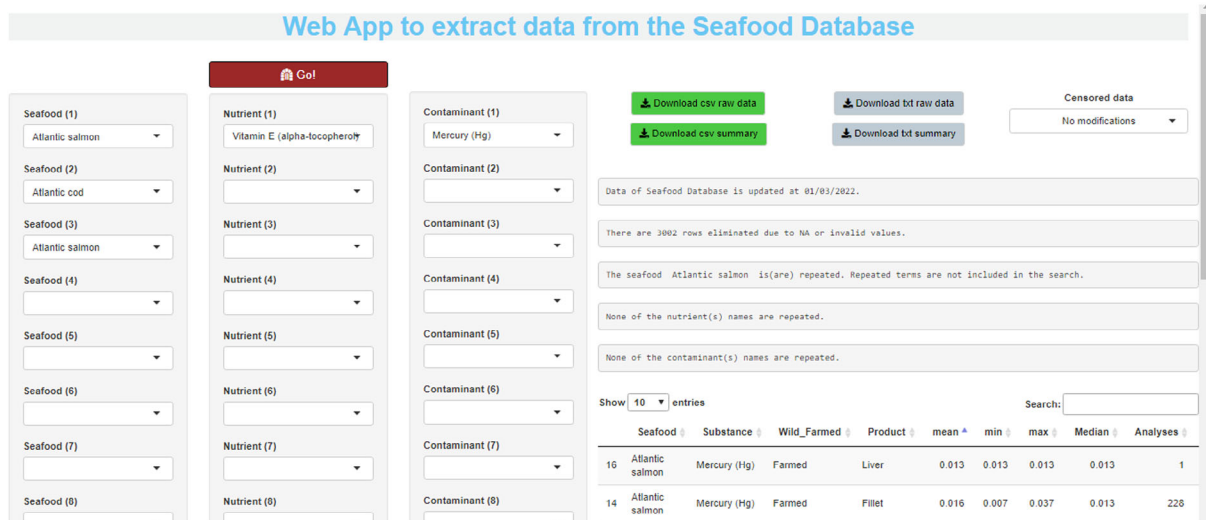 Web App to extract data from the Seafood Database
Go!
Seafood (1)
Atlantic salmon
Seafood (2)
Atlantic cod
Seafood (3)
Atlantic salmon
Seafood (4)
Seafood (5)
Seafood (6)
Seafood (7)
Seafood (8)
Nutrient (1)
Vitamin E (alpha-tocopherol)
Nutrient (2)
Nutrient (3)
Nutrient (4)
Nutrient (5)
Nutrient (6)
Nutrient (7)
Nutrient (8)
Contaminant (1)
Mercury (Hg)
Contaminant (2)
Contaminant (3)
Contaminant (4)
Contaminant (5)
Contaminant (6)
Contaminant (7)
Contaminant (8)
Download csv raw data
Download txt raw data
Download csv summary
Download txt summary
Censored data
No modifications
Data of Seafood Database is updated at 01/03/2022.
There are 3002 rows eliminated due to NA or invalid values.
The seafood Atlantic salmon is(are) repeated. Repeated terms are not included in the search.
None of the nutrient(s) names are repeated.
None of the contaminant(s) names are repeated.
Show 10 entries
Search:
Seafood Substance Wild_Farmed Product mean min max Median Analyses
16 Atlantic salmon Mercury (Hg) Farmed Liver 0.013 0.013 0.013 0.013 1
14 Atlantic salmon Mercury (Hg) Farmed Fillet 0.016 0.007 0.037 0.013 228